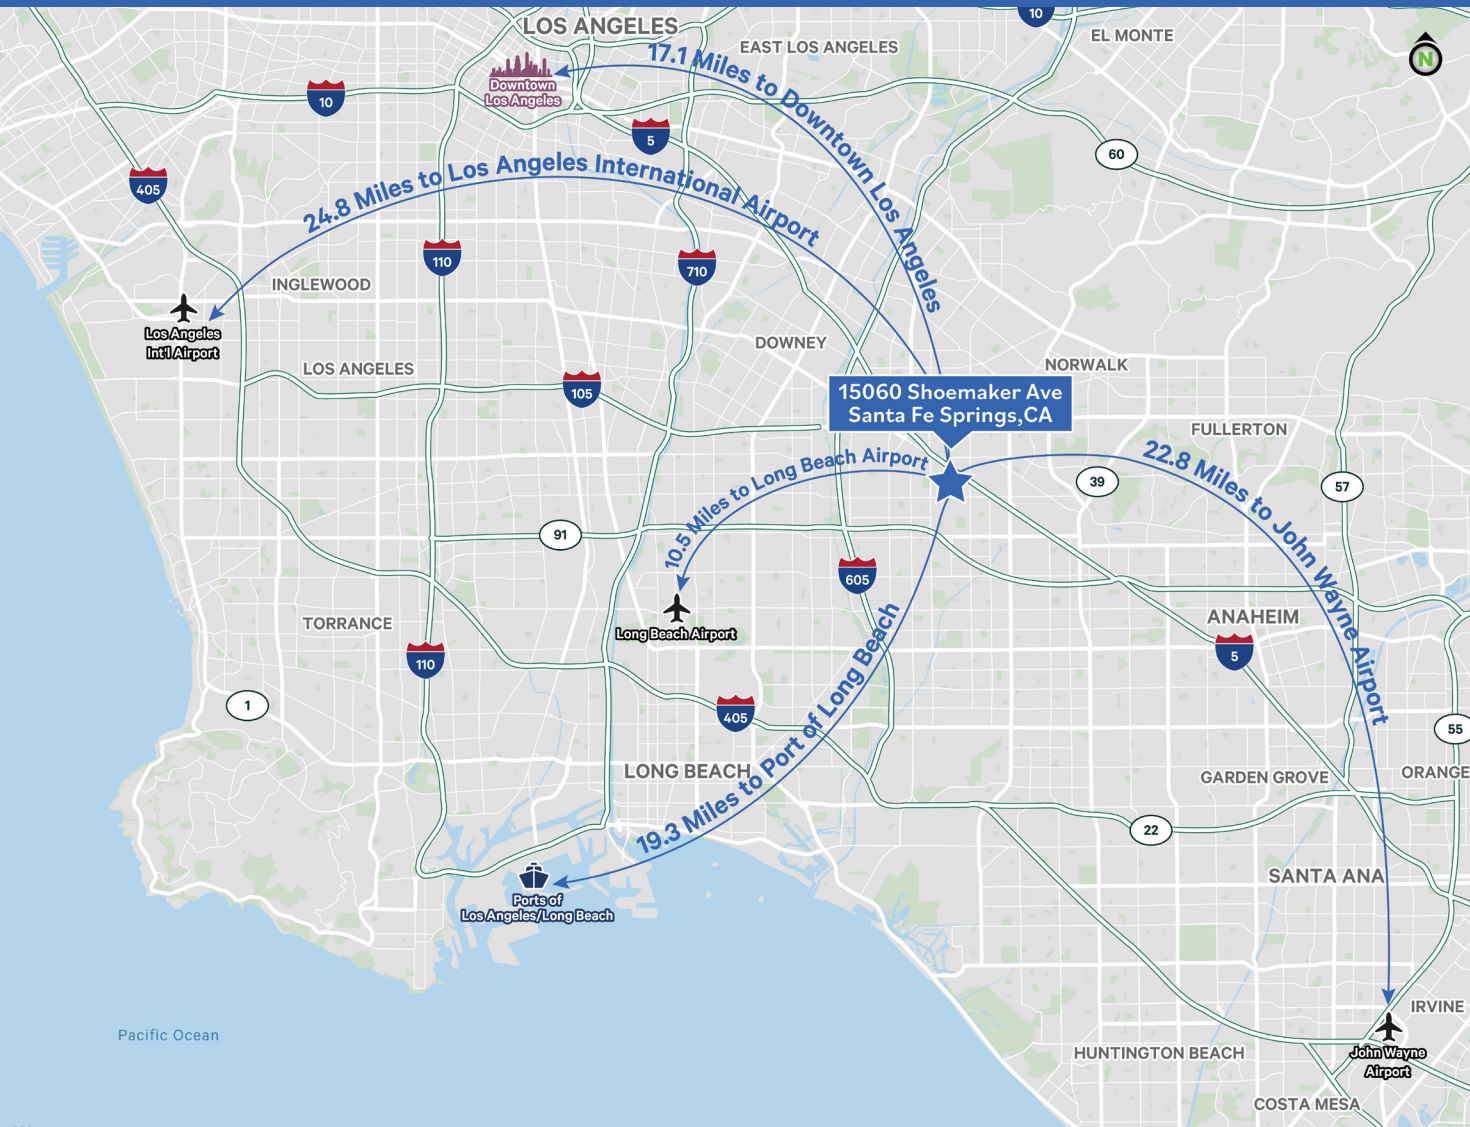 10
LOS ANGELES
EL MONTE
EAST LOS ANGELES
17.1 Miles to Downtown Los Angeles
N
Downtown
Los Angeles
10
5
60
405
24.8 Miles to Los Angeles International Airport
110
710
INGLEWOOD
Los Angeles
Int'l Airport
DOWNEY
NORWALK
LOS ANGELES
105
15060 Shoemaker Ave
Santa Fe Springs,CA
FULLERTON
10.5 Miles to Long Beach Airport
22.8 Miles to John Wayne Airport
39
57
91
605
Long Beach Airport
TORRANCE
ANAHEIM
110
5
1
405
55
19.3 Miles to Port of Long Beach
LONG BEACH
GARDEN GROVE
ORANGE
22
SANTA ANA
Ports of
Los Angeles/Long Beach
IRVINE
Pacific Ocean
HUNTINGTON BEACH
John Wayne
Airport
COSTA MESA